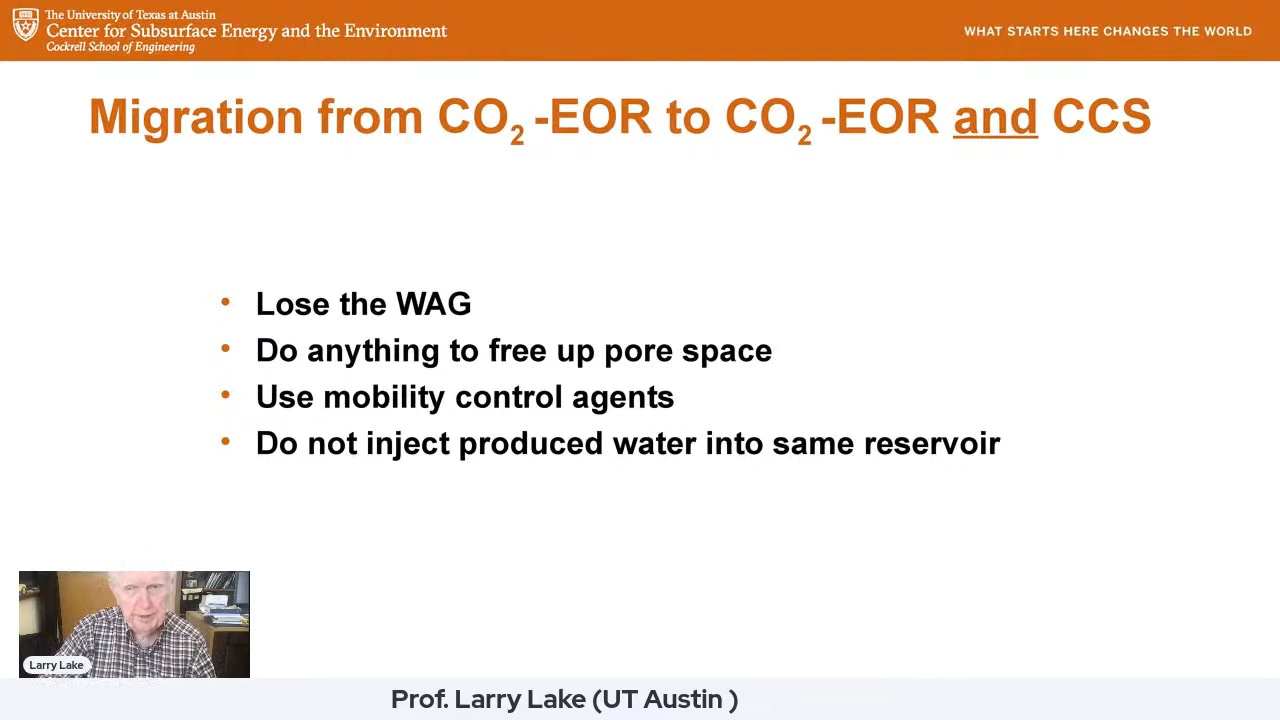 The University of Texas at Austin
Center for Subsurface Energy and the Environment
Cockrell School of Engineering
WHAT STARTS HERE CHANGES THE WORLD
Migration from CO2 -EOR to CO2 -EOR and CCS
• Lose the WAG
• Do anything to free up pore space
• Use mobility control agents
• Do not inject produced water into same reservoir
Larry Lake
Prof. Larry Lake (UT Austin )